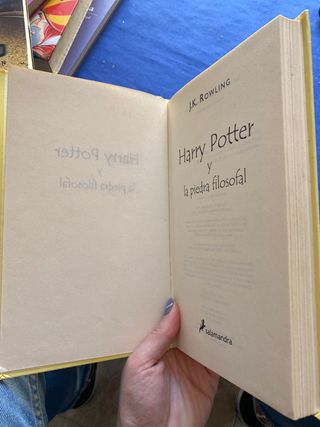 J.K. ROWLING
Harry Potter
y
la piedra filosofal
salamandra